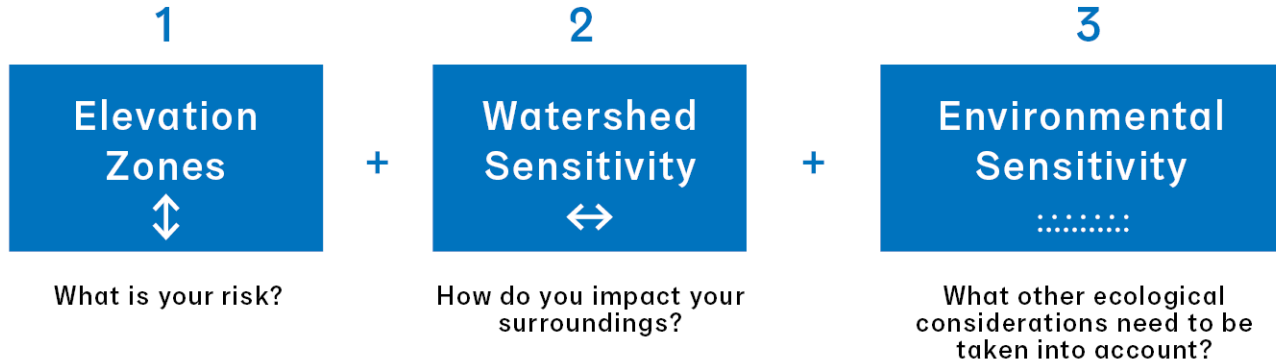 1
Elevation
Zones
What is your risk?
+
2
Watershed
Sensitivity
How do you impact your
surroundings?
+
3
Environmental
Sensitivity
What other ecological
considerations need to be
taken into account?